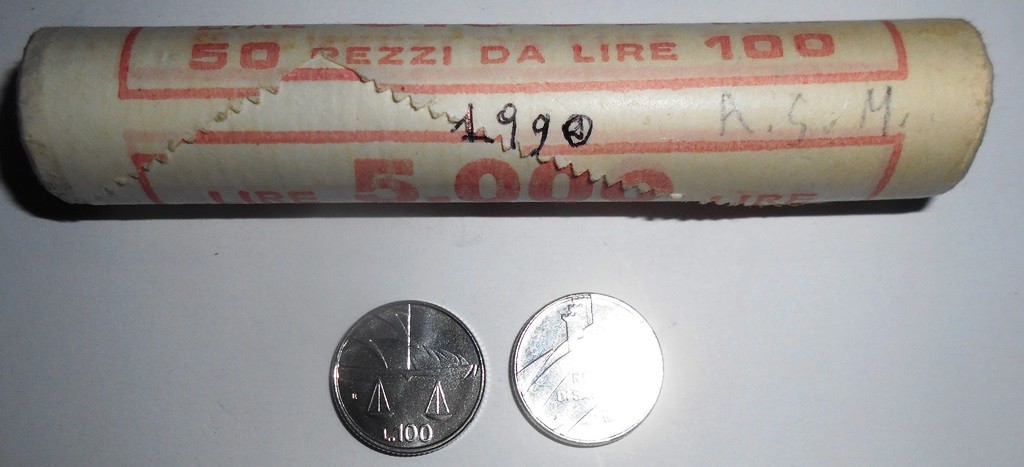 50 PEZZI DA LIRE 100
1990
R.S.M.
LIRE 5.000 LIRE
R
L.100